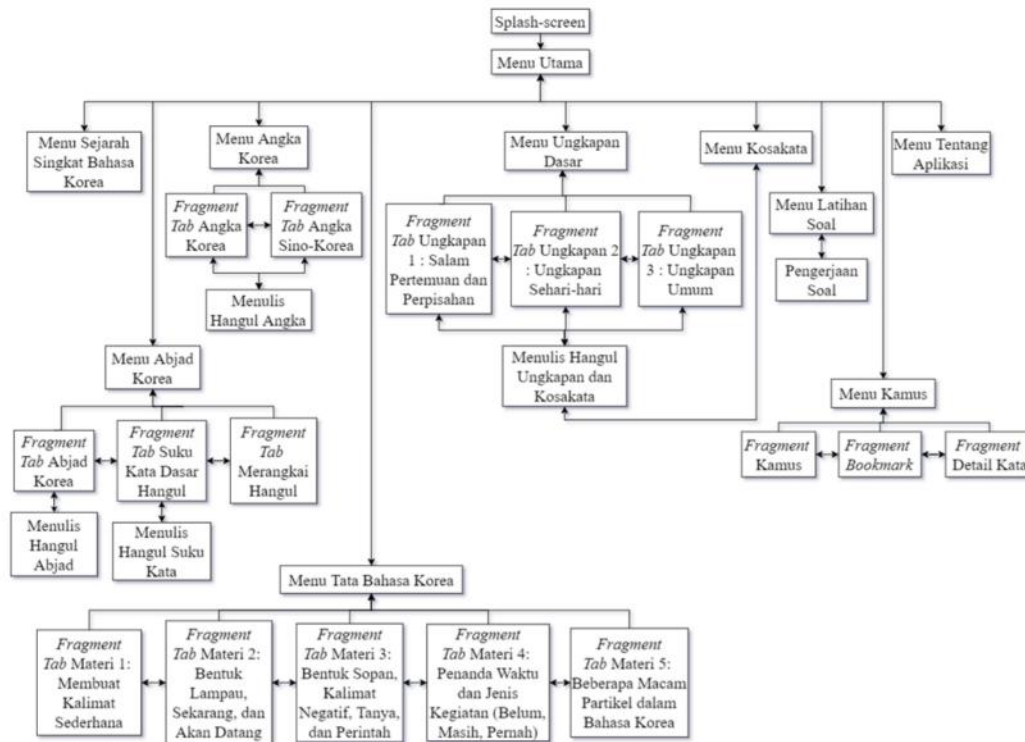 Splash-screen
Menu Utama
Menu Sejarah
Singkat Bahasa
Korea
Menu Angka
Korea
Menu Ungkapan
Dasar
Menu Kosakata
Menu Tentang
Aplikasi
Fragment
Tab Angka
Korea
Fragment
Tab Angka
Sino-Korea
Fragment
Tab Ungkapan
1 : Salam
Pertemuan dan
Perpisahan
Fragment
Tab Ungkapan 2
: Ungkapan
Sehari-hari
Fragment
Tab Ungkapan
3 : Ungkapan
Umum
Menu Latihan
Soal
Pengerjaan
Soal
Menulis
Hangul Angka
Menu Abjad
Korea
Menulis Hangul
Ungkapan dan
Kosakata
Menu Kamus
Fragment
Tab Abjad
Korea
Fragment
Tab Suku
Kata Dasar
Hangul
Fragment
Tab
Merangkai
Hangul
Fragment
Kamus
Fragment
Bookmark
Fragment
Detail Kata
Menulis
Hangul
Abjad
Menulis
Hangul Suku
Kata
Menu Tata Bahasa Korea
Fragment
Tab Materi 1:
Membuat
Kalimat
Sederhana
Fragment
Tab Materi 2:
Bentuk
Lampau,
Sekarang, dan
Akan Datang
Fragment
Tab Materi 3:
Bentuk Sopan,
Kalimat
Negatif, Tanya,
dan Perintah
Fragment
Tab Materi 4:
Penanda Waktu
dan Jenis
Kegiatan (Belum,
Masih, Pernah)
Fragment
Tab Materi 5:
Beberapa Macam
Partikel dalam
Bahasa Korea